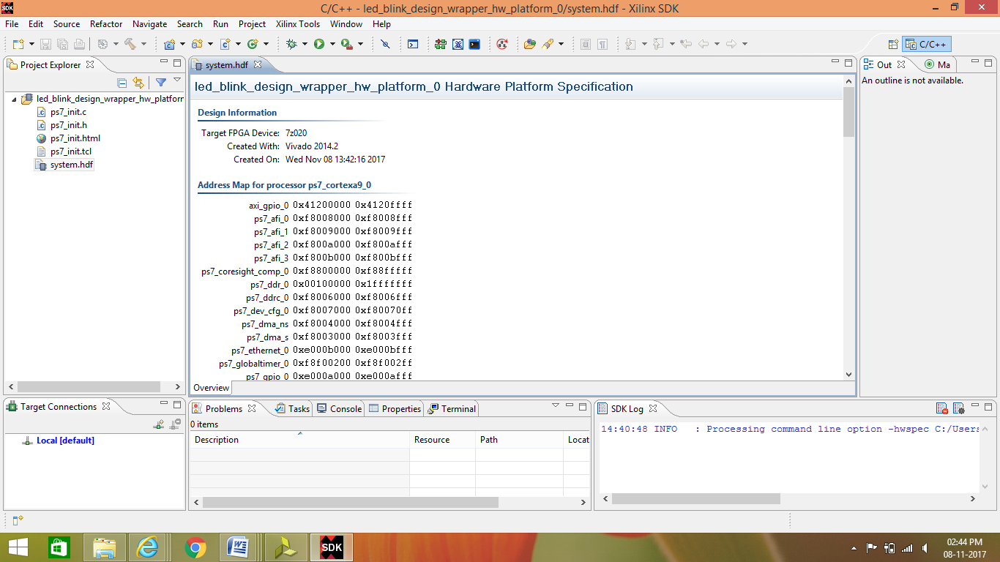 SDK
C/C++ - led_blink_design_wrapper_hw_platform_0/system.hdf - Xilinx SDK
File Edit Source Refactor Navigate Search Run Project Xilinx Tools Window Help
C/C++
Project Explorer
led_blink_design_wrapper_hw_platform
ps7_init.c
ps7_init.h
ps7_init.html
ps7_init.tcl
system.hdf
system.hdf
led_blink_design_wrapper_hw_platform_0 Hardware Platform Specification
Design Information
Target FPGA Device: 7z020
Created With: Vivado 2014.2
Created On: Wed Nov 08 13:42:16 2017
Address Map for processor ps7_cortexa9_0
axi_gpio_0 0x41200000 0x4120ffff
ps7_afi_0 0xf8008000 0xf8008fff
ps7_afi_1 0xf8009000 0xf8009fff
ps7_afi_2 0xf800a000 0xf800afff
ps7_afi_3 0xf800b000 0xf800bfff
ps7_coresight_comp_0 0xf8800000 0xf88fffff
ps7_ddr_0 0x00100000 0x1fffffff
ps7_ddrc_0 0xf8006000 0xf8006fff
ps7_dev_cfg_0 0xf8007000 0xf80070ff
ps7_dma_ns 0xf8004000 0xf8004fff
ps7_dma_s 0xf8003000 0xf8003fff
ps7_ethernet_0 0xe000b000 0xe000bfff
ps7_globaltimer_0 0xf8f00200 0xf8f002ff
ps7_gpio_0 0xe000a000 0xe000afff
Overview
Out Ma
An outline is not available.
Target Connections
Local [default]
Problems Tasks Console Properties Terminal
0 items
Description Resource Path Locat
SDK Log
14:40:48 INFO : Processing command line option -hwspec C:/Users
SDK
02:44 PM
08-11-2017